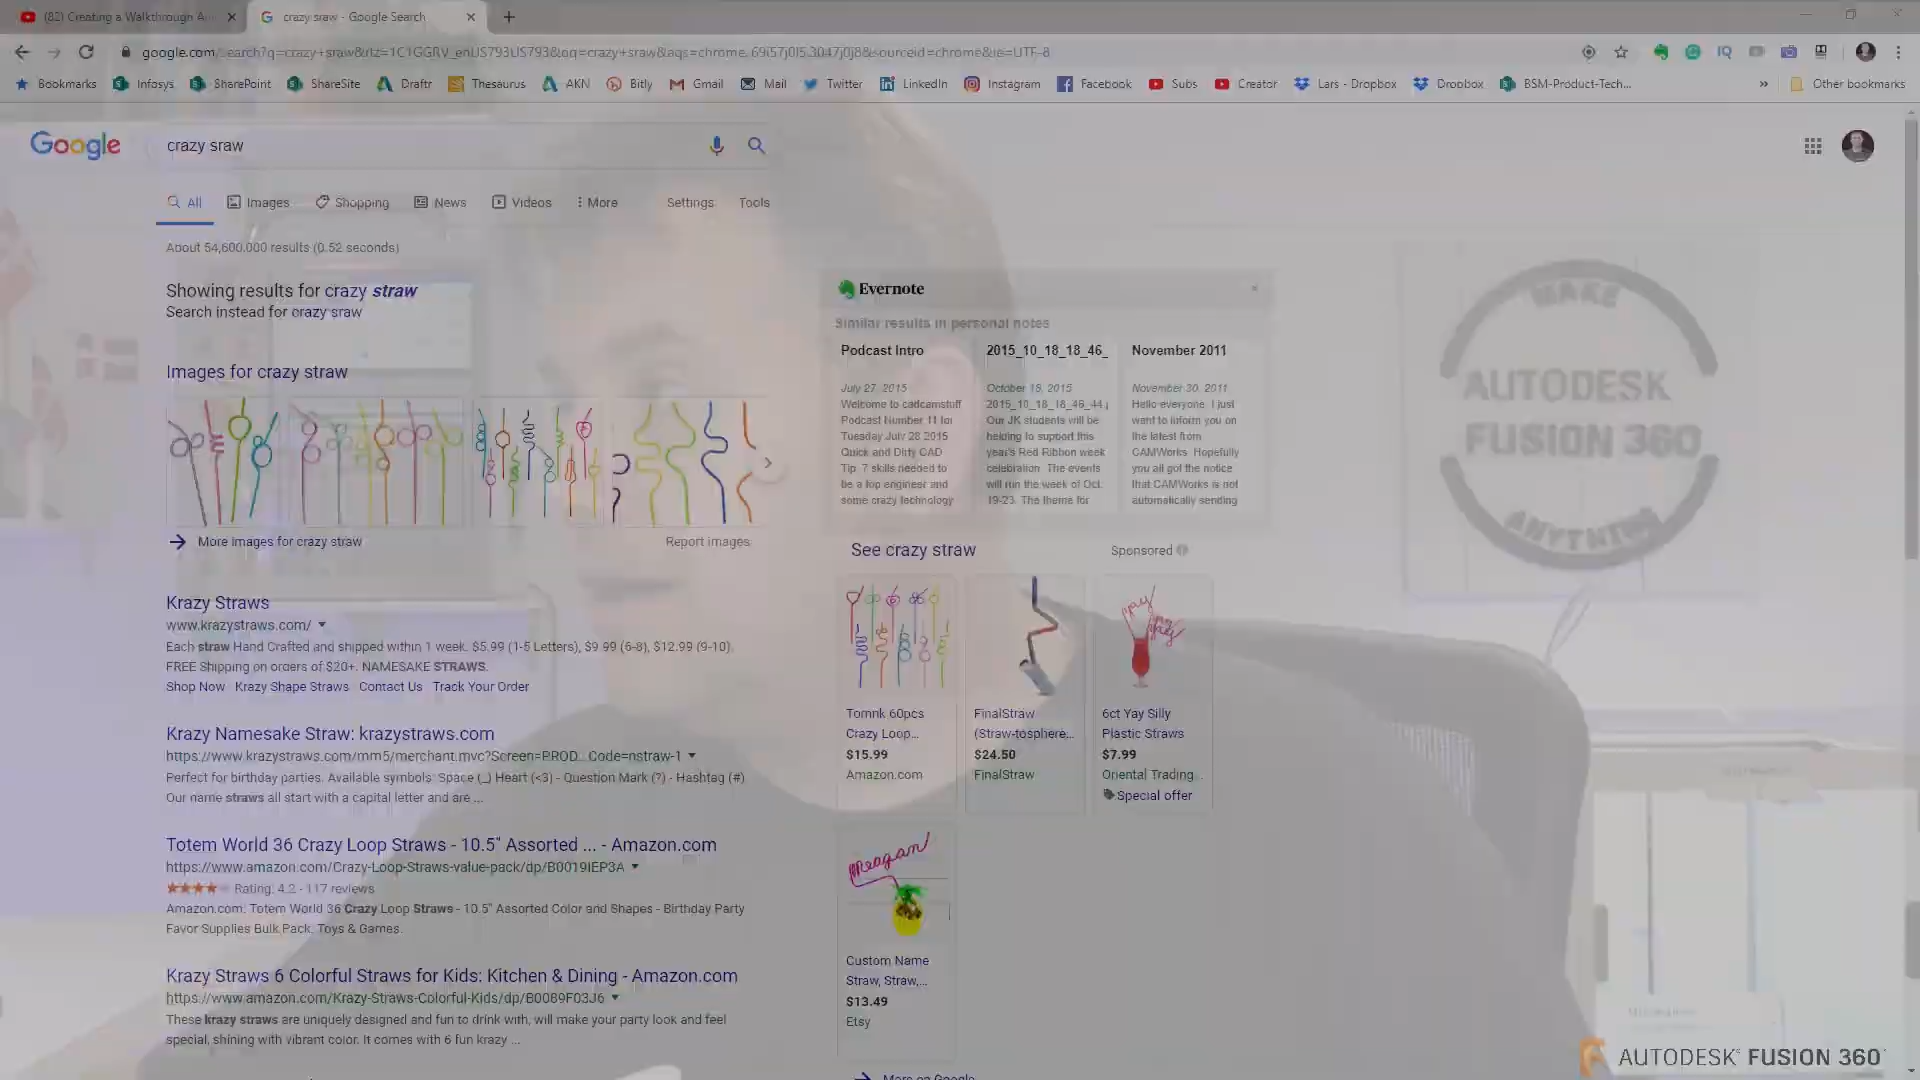 (82) Creating a Walkthrough A
crazy sraw - Google Search
google.com/search?q=crazy+sraw&rlz=1C1GGRV_enUS793US793&oq=crazy+sraw&aqs=chrome..69i57j0l5.3047j0j8&sourceid=chrome&ie=UTF-8
Bookmarks Infosys SharePoint ShareSite Draftr Thesaurus AKN Bitly Gmail Mail Twitter LinkedIn Instagram Facebook Subs Creator Lars - Dropbox Dropbox BSM-Product-Tech... » Other bookmarks
Google
crazy sraw
All Images Shopping News Videos More Settings Tools
About 54,600,000 results (0.52 seconds)
Showing results for crazy straw
Search instead for crazy sraw
Images for crazy straw
More images for crazy straw
Report images
Krazy Straws
www.krazystraws.com/
Each straw Hand Crafted and shipped within 1 week. $5.99 (1-5 Letters), $9.99 (6-8), $12.99 (9-10).
FREE Shipping on orders of $20+. NAMESAKE STRAWS.
Shop Now · Krazy Shape Straws · Contact Us · Track Your Order
Krazy Namesake Straw: krazystraws.com
https://www.krazystraws.com/mm5/merchant.mvc?Screen=PROD...Code=nstraw-1
Perfect for birthday parties. Available symbols: Space (_) Heart (<3) - Question Mark (?) - Hashtag (#)
Our name straws all start with a capital letter and are ...
Totem World 36 Crazy Loop Straws - 10.5" Assorted ... - Amazon.com
https://www.amazon.com/Crazy-Loop-Straws-value-pack/dp/B0019IEP3A
Rating: 4.2 - 117 reviews
Amazon.com: Totem World 36 Crazy Loop Straws - 10.5" Assorted Color and Shapes - Birthday Party
Favor Supplies Bulk Pack: Toys & Games.
Krazy Straws 6 Colorful Straws for Kids: Kitchen & Dining - Amazon.com
https://www.amazon.com/Krazy-Straws-Colorful-Kids/dp/B0089F03J6
These krazy straws are uniquely designed and fun to drink with, will make your party look and feel
special, shining with vibrant color. It comes with 6 fun krazy ...
Evernote
Similar results in personal notes
Podcast Intro
July 27, 2015
Welcome to cadcamstuff
Podcast Number 11 for
Tuesday July 28 2015
Quick and Dirty CAD
Tip: 7 skills needed to
be a top engineer and
some crazy technology
2015_10_18_18_46_
October 18, 2015
2015_10_18_18_46_44.j
Our JK students will be
helping to support this
year's Red Ribbon week
celebration. The events
will run the week of Oct.
19-23. The theme for
November 2011
November 30, 2011
Hello everyone. I just
want to inform you on
the latest from
CAMWorks. Hopefully
you all got the notice
that CAMWorks is not
automatically sending
See crazy straw
Sponsored
Tomnk 60pcs
Crazy Loop...
$15.99
Amazon.com
FinalStraw
(Straw-tosphere...
$24.50
FinalStraw
6ct Yay Silly
Plastic Straws
$7.99
Oriental Trading...
Special offer
Meagan
Custom Name
Straw, Straw,...
$13.49
Etsy
More on Google
MAKE
AUTODESK
FUSION 360
ANYTHING
AUTODESK® FUSION 360™